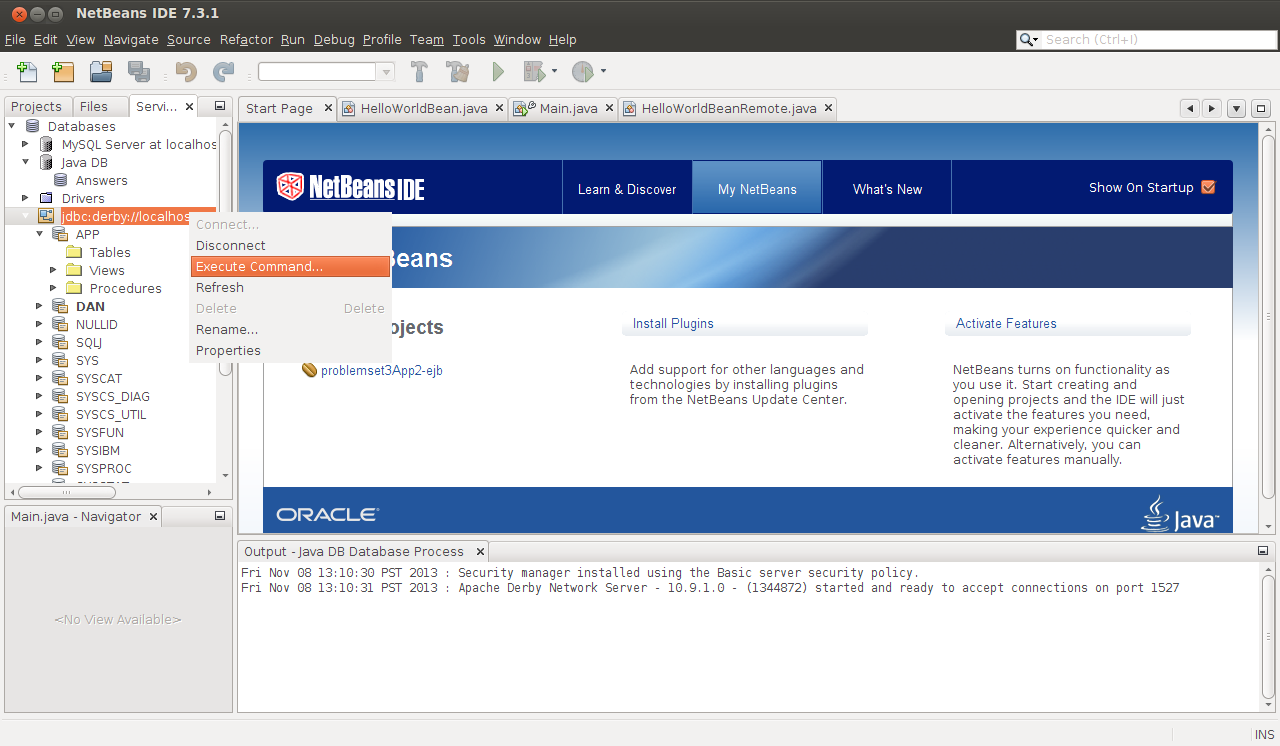 NetBeans IDE 7.3.1
File Edit View Navigate Source Refactor Run Debug Profile Team Tools Window Help
Search (Ctrl+I)
Projects Files Servi...
Start Page HelloWorldBean.java Main.java HelloWorldBeanRemote.java
Databases
MySQL Server at localhos
Java DB
Answers
Drivers
jdbc:derby://localhos
APP
Tables
Views
Procedures
DAN
NULLID
SQLJ
SYS
SYSCAT
SYSCS_DIAG
SYSCS_UTIL
SYSFUN
SYSIBM
SYSPROC
Connect...
Disconnect
Execute Command...
Refresh
Delete Delete
Rename...
Properties
NetBeans IDE
Learn & Discover
My NetBeans
What's New
Show On Startup
Beans
ojects
problemset3App2-ejb
Install Plugins
Add support for other languages and
technologies by installing plugins
from the NetBeans Update Center.
Activate Features
NetBeans turns on functionality as
you use it. Start creating and
opening projects and the IDE will just
activate the features you need,
making your experience quicker and
cleaner. Alternatively, you can
activate features manually.
ORACLE
Java™
Main.java - Navigator
<No View Available>
Output - Java DB Database Process
Fri Nov 08 13:10:30 PST 2013 : Security manager installed using the Basic server security policy.
Fri Nov 08 13:10:31 PST 2013 : Apache Derby Network Server - 10.9.1.0 - (1344872) started and ready to accept connections on port 1527
INS